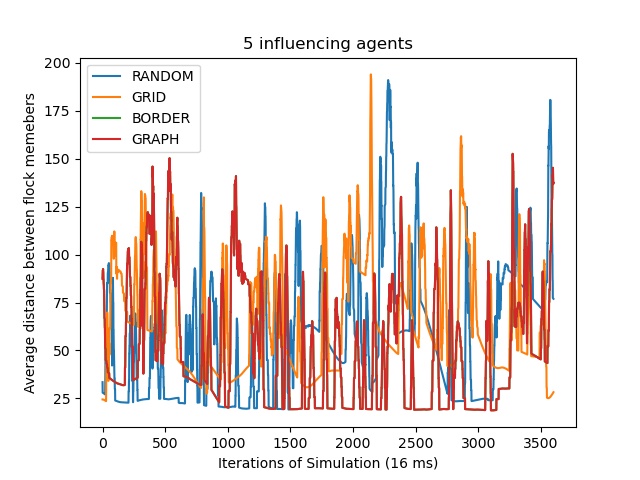 5 influencing agents
RANDOM
GRID
BORDER
GRAPH
Average distance between flock memebers
200
175
150
125
100
75
50
25
0 500 1000 1500 2000 2500 3000 3500
Iterations of Simulation (16 ms)